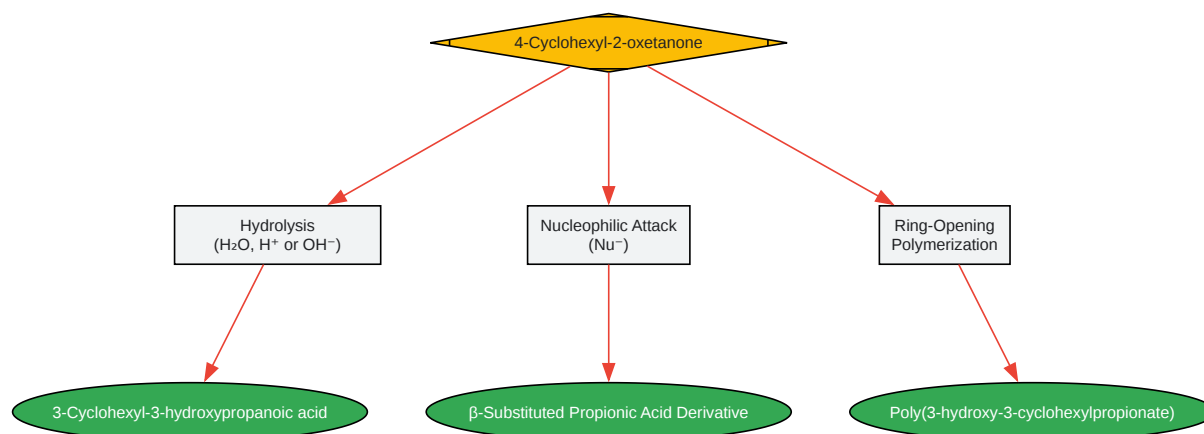 4-Cyclohexyl-2-oxetanone
Hydrolysis
(H₂O, H⁺ or OH⁻)
Nucleophilic Attack
(Nu⁻)
Ring-Opening
Polymerization
3-Cyclohexyl-3-hydroxypropanoic acid
β-Substituted Propionic Acid Derivative
Poly(3-hydroxy-3-cyclohexylpropionate)